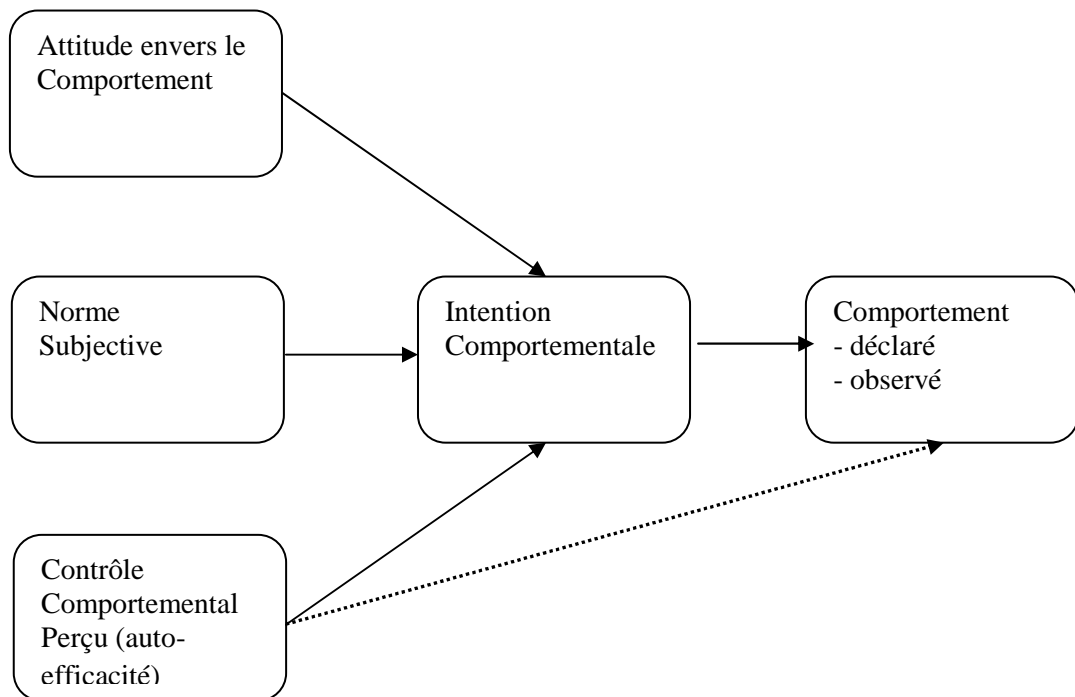 Attitude envers le
Comportement
Norme
Subjective
Intention
Comportementale
Comportement
- déclaré
- observé
Contrôle
Comportemental
Perçu (auto-
efficacité)